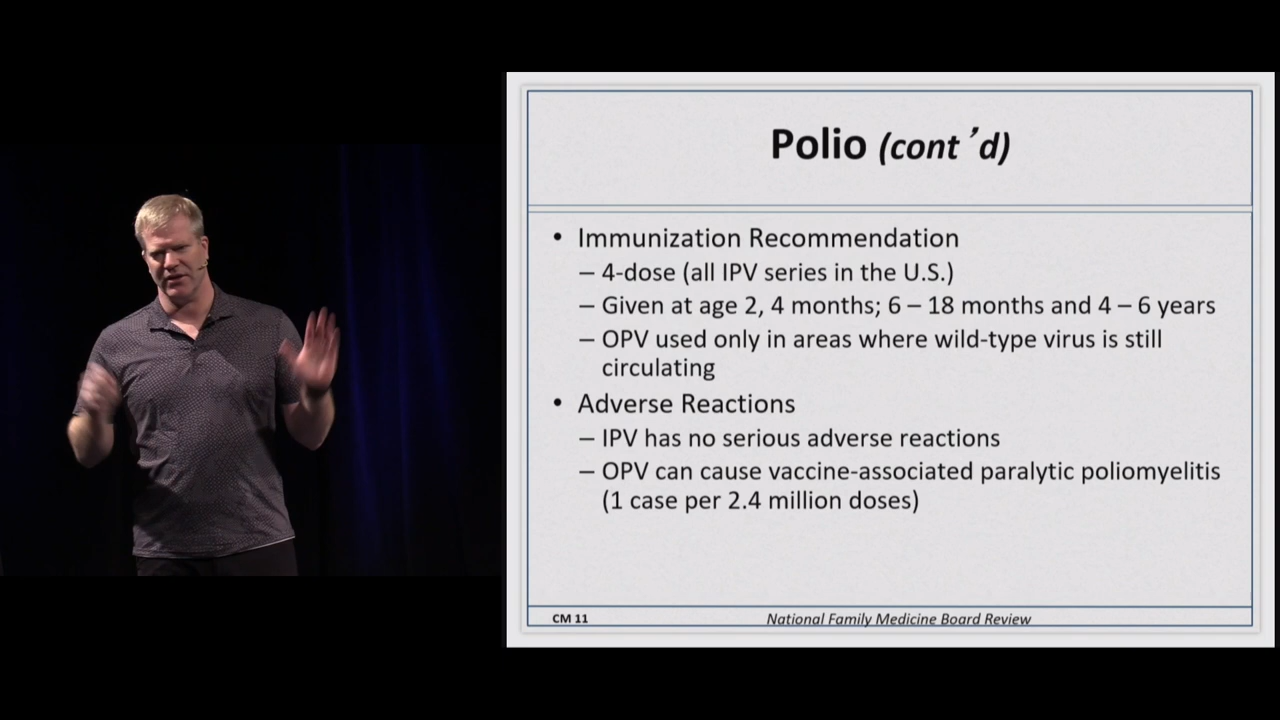 Polio (cont'd)
• Immunization Recommendation
– 4-dose (all IPV series in the U.S.)
– Given at age 2, 4 months; 6 – 18 months and 4 – 6 years
– OPV used only in areas where wild-type virus is still
circulating
• Adverse Reactions
– IPV has no serious adverse reactions
– OPV can cause vaccine-associated paralytic poliomyelitis
(1 case per 2.4 million doses)
CM 11
National Family Medicine Board Review